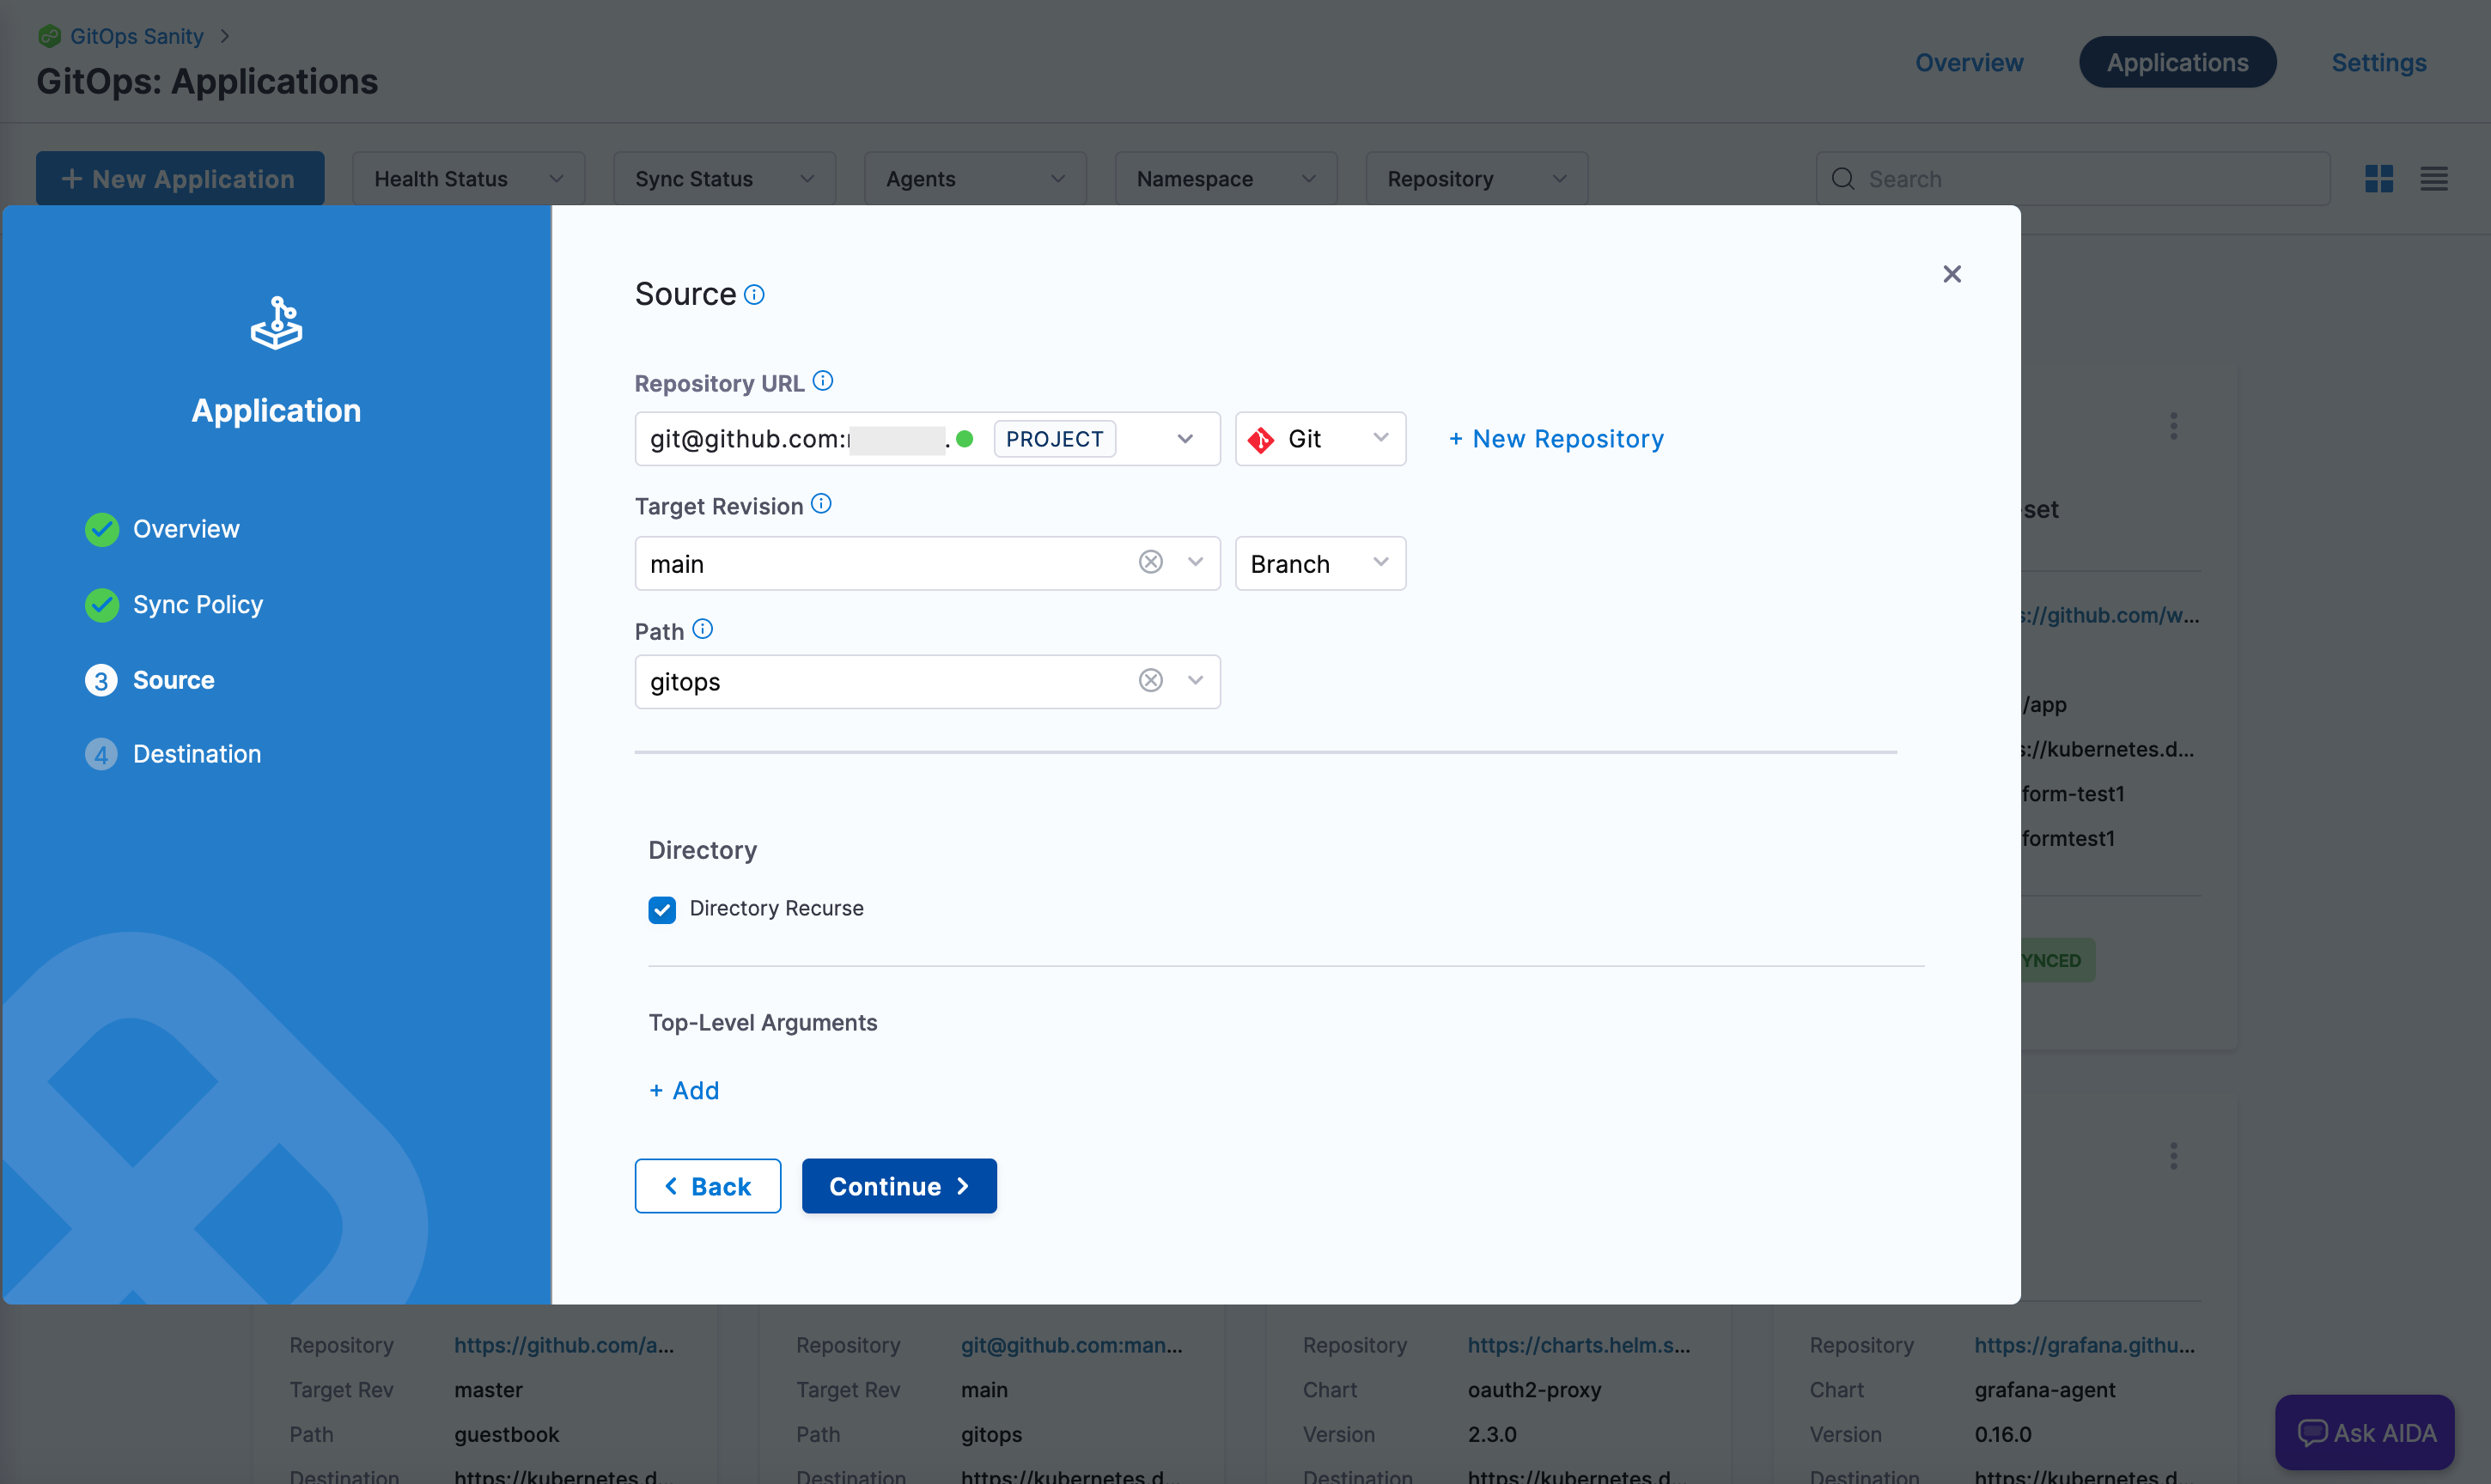 GitOps Sanity
GitOps: Applications
Overview
Applications
Settings
+ New Application
Health Status
Sync Status
Agents
Namespace
Repository
Search
Application
Overview
Sync Policy
3 Source
4 Destination
Source
Repository URL
git@github.com: . PROJECT
Git
+ New Repository
Target Revision
main
Branch
Path
gitops
Directory
Directory Recurse
Top-Level Arguments
+ Add
Back
Continue
-set
s://github.com/w...
/app
s://kubernetes.d...
form-test1
formtest1
YNCED
Repository https://github.com/a...
Target Rev master
Path guestbook
Destination https://kubernetes.d...
Repository git@github.com:man...
Target Rev main
Path gitops
Destination https://kubernetes.d...
Repository https://charts.helm.s...
Chart oauth2-proxy
Version 2.3.0
Destination https://kubernetes.d...
Repository https://grafana.githu...
Chart grafana-agent
Version 0.16.0
Destination https://kubernetes.d...
Ask AIDA